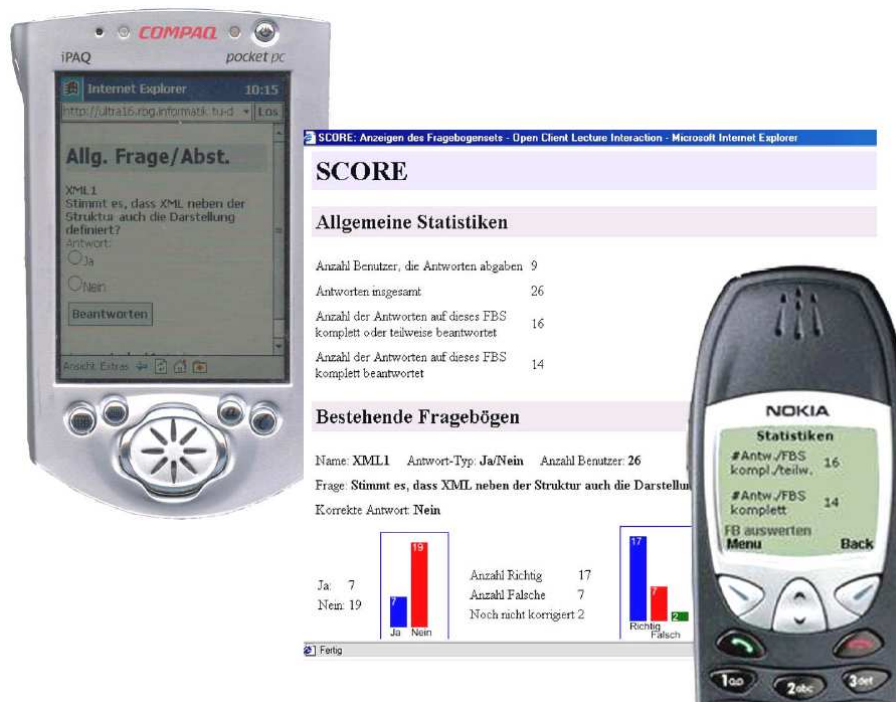 COMPAQ
iPAQ
pocket pc
Internet Explorer 10:15
http://ultra16.rbg.informatik.tu-d Los
Allg. Frage/Abst.
XML1
Stimmt es, dass XML neben der
Struktur auch die Darstellung
definiert?
Antwort:
Ja
Nein
Beantworten
Ansicht Extras
SCORE: Anzeigen des Fragebogensets - Open Client Lecture Interaction - Microsoft Internet Explorer
SCORE
Allgemeine Statistiken
Anzahl Benutzer, die Antworten abgaben 9
Antworten insgesamt 26
Anzahl der Antworten auf dieses FBS
komplett oder teilweise beantwortet 16
Anzahl der Antworten auf dieses FBS
komplett beantwortet 14
Bestehende Fragebögen
Name: XML1 Antwort-Typ: Ja/Nein Anzahl Benutzer: 26
Frage: Stimmt es, dass XML neben der Struktur auch die Darstellun
Korrekte Antwort: Nein
Ja: 7
Nein: 19
7 19
Ja Nein
Anzahl Richtig 17
Anzahl Falsche 7
Noch nicht korrigiert 2
17 7 2
Richtig
Falsch
Fertig
NOKIA
Statistiken
#Antw./FBS
kompl./teilw. 16
#Antw./FBS
komplett 14
FB auswerten
Menu Back
1 2abc 3def